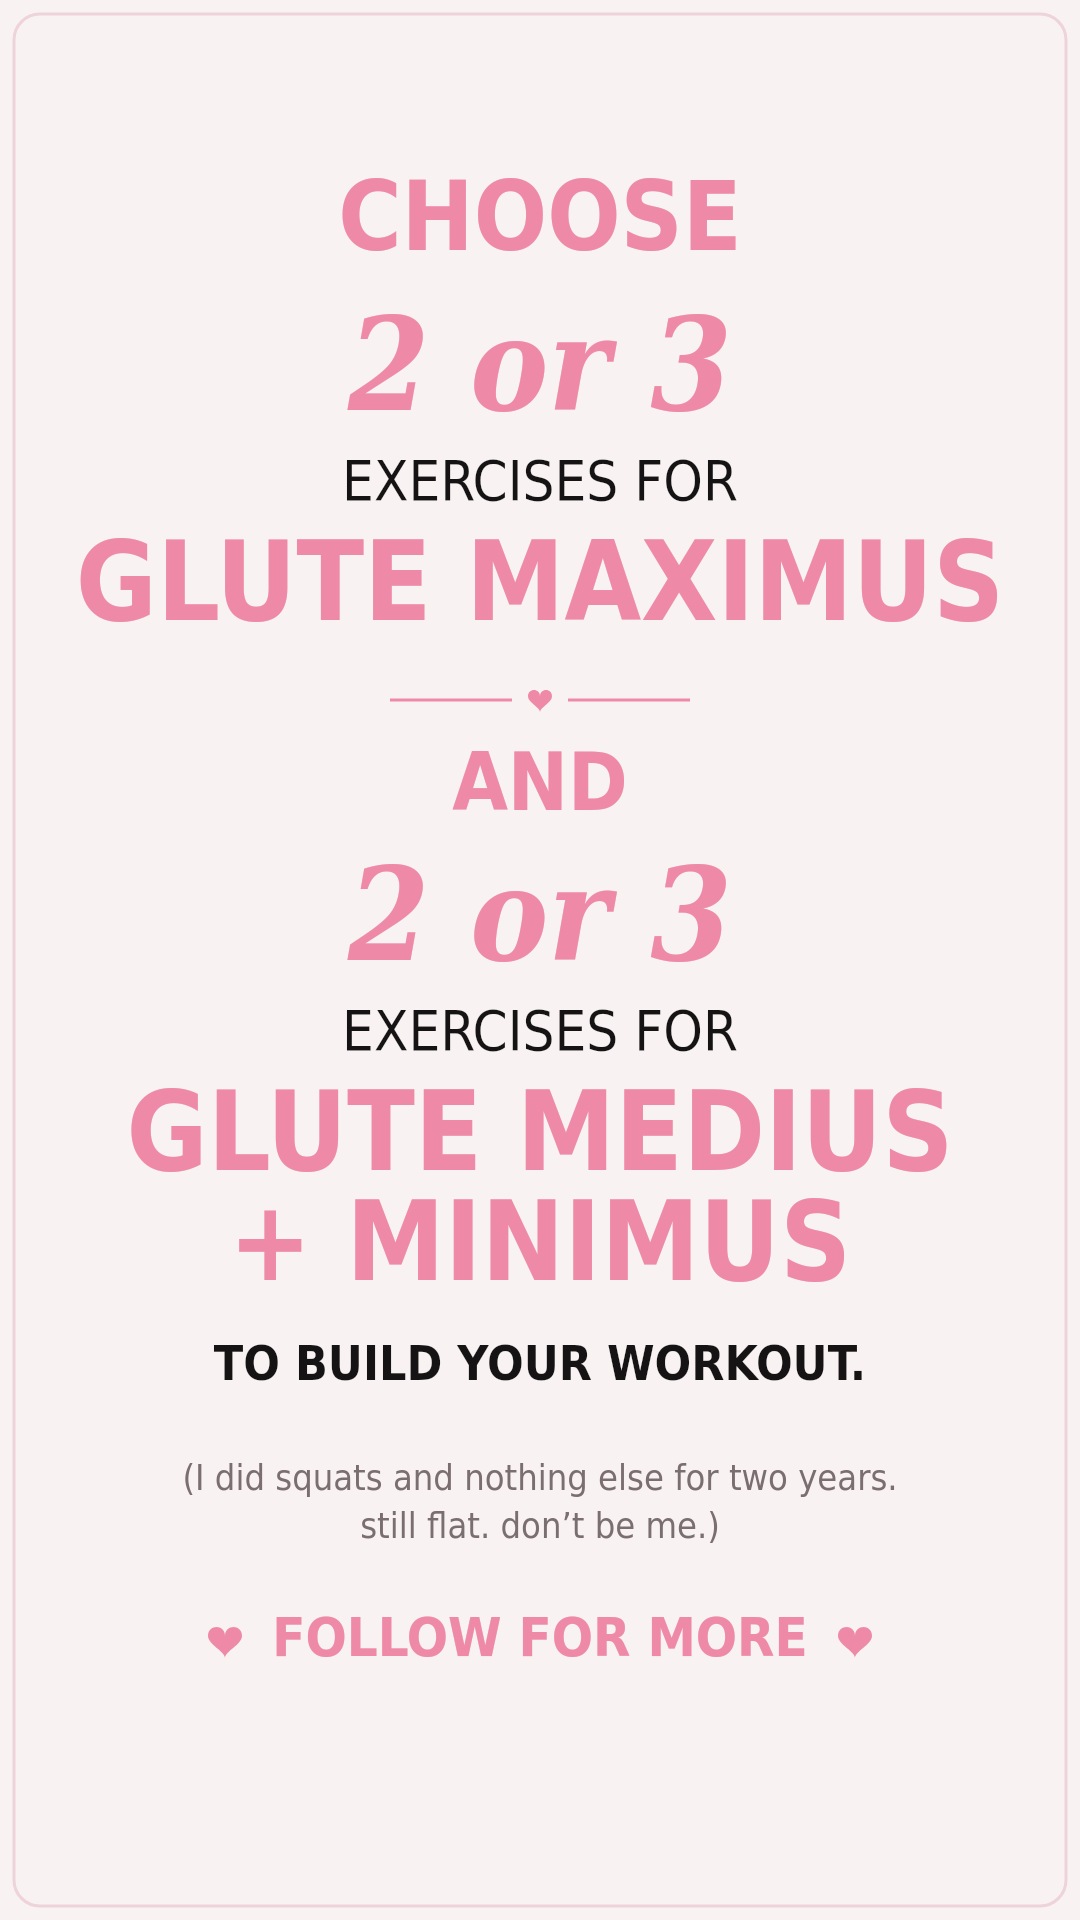 CHOOSE
2 or 3
EXERCISES FOR
GLUTE MAXIMUS
AND
2 or 3
EXERCISES FOR
GLUTE MEDIUS
+ MINIMUS
TO BUILD YOUR WORKOUT.
(I did squats and nothing else for two years.
still flat. don’t be me.)
FOLLOW FOR MORE